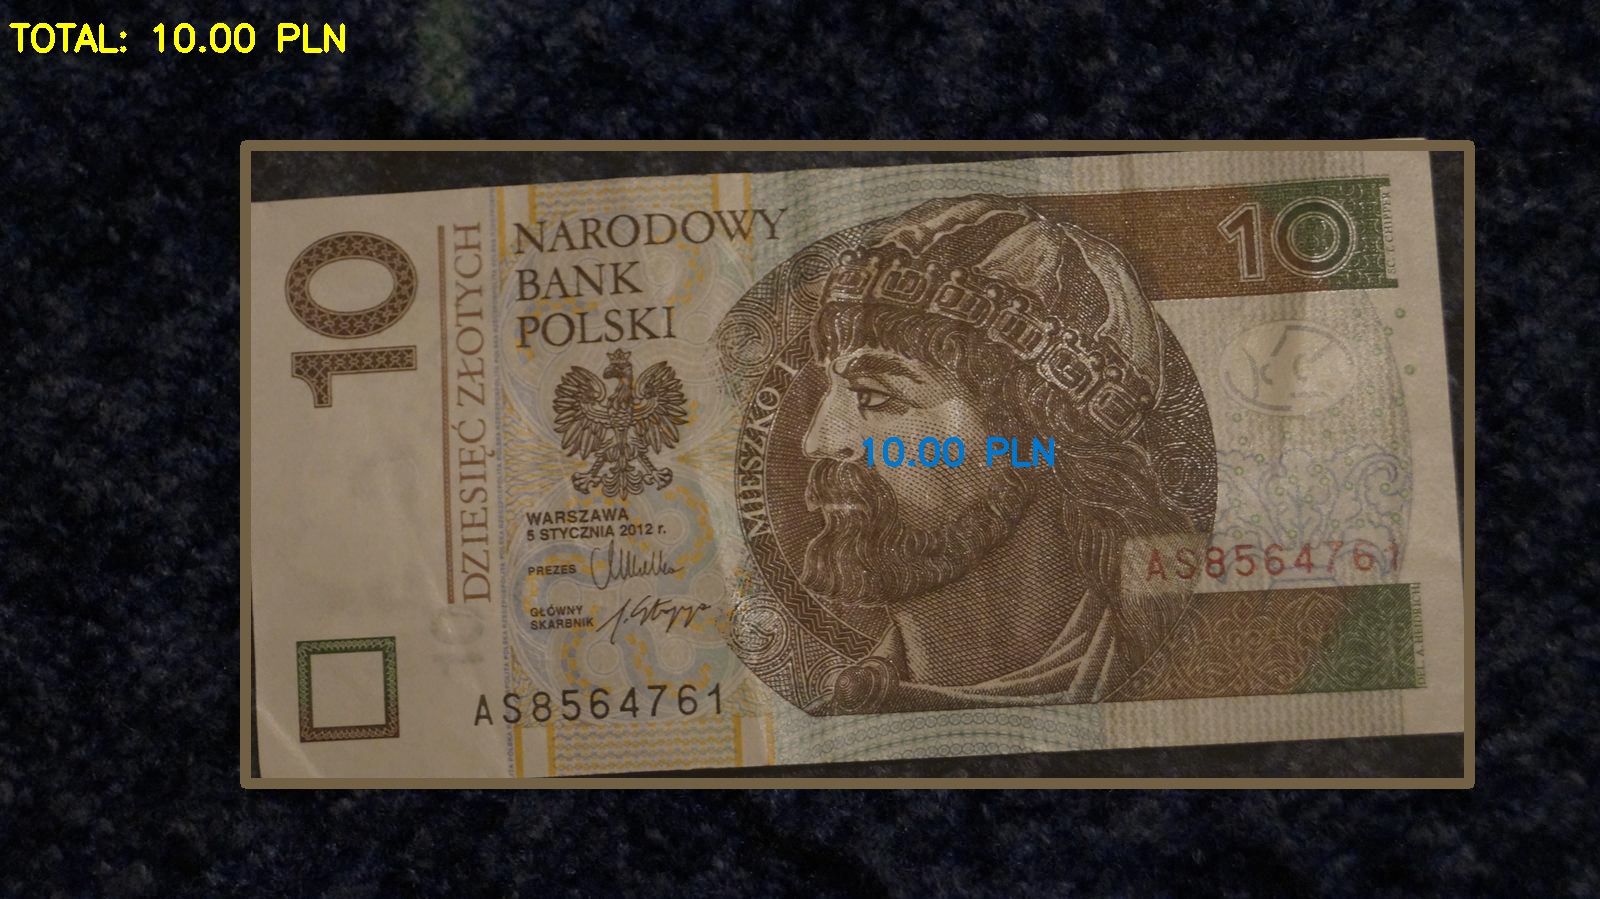 TOTAL: 10.00 PLN
10
DZIESIĘĆ ZŁOTYCH
NARODOWY
BANK
POLSKI
WARSZAWA
5 STYCZNIA 2012 r.
PREZES
GŁÓWNY
SKARBNIK
AS8564761
MIESZKO I
10.00 PLN
10
AS8564761